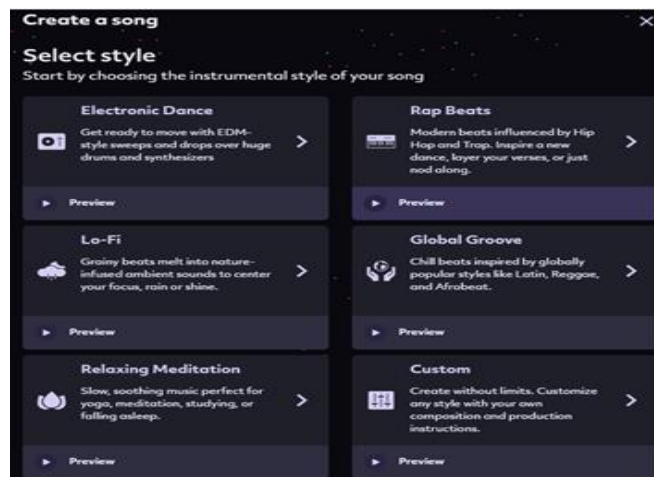 Create a song
Select style
Start by choosing the instrumental style of your song
Electronic Dance
Get ready to move with EDM-
style sweeps and drops over huge
drums and synthesizers
Preview
Rap Beats
Modern beats influenced by Hip
Hop and Trap. Inspire a new
dance, layer your verses, or just
nod along.
Preview
Lo-Fi
Grainy beats melt into nature-
infused ambient sounds to center
your focus, rain or shine.
Preview
Global Groove
Chill beats inspired by globally
popular styles like Latin, Reggae,
and Afrobeat.
Preview
Relaxing Meditation
Slow, soothing music perfect for
yoga, meditation, studying, or
falling asleep.
Preview
Custom
Create without limits. Customize
any style with your own
composition and production
instructions.
Preview